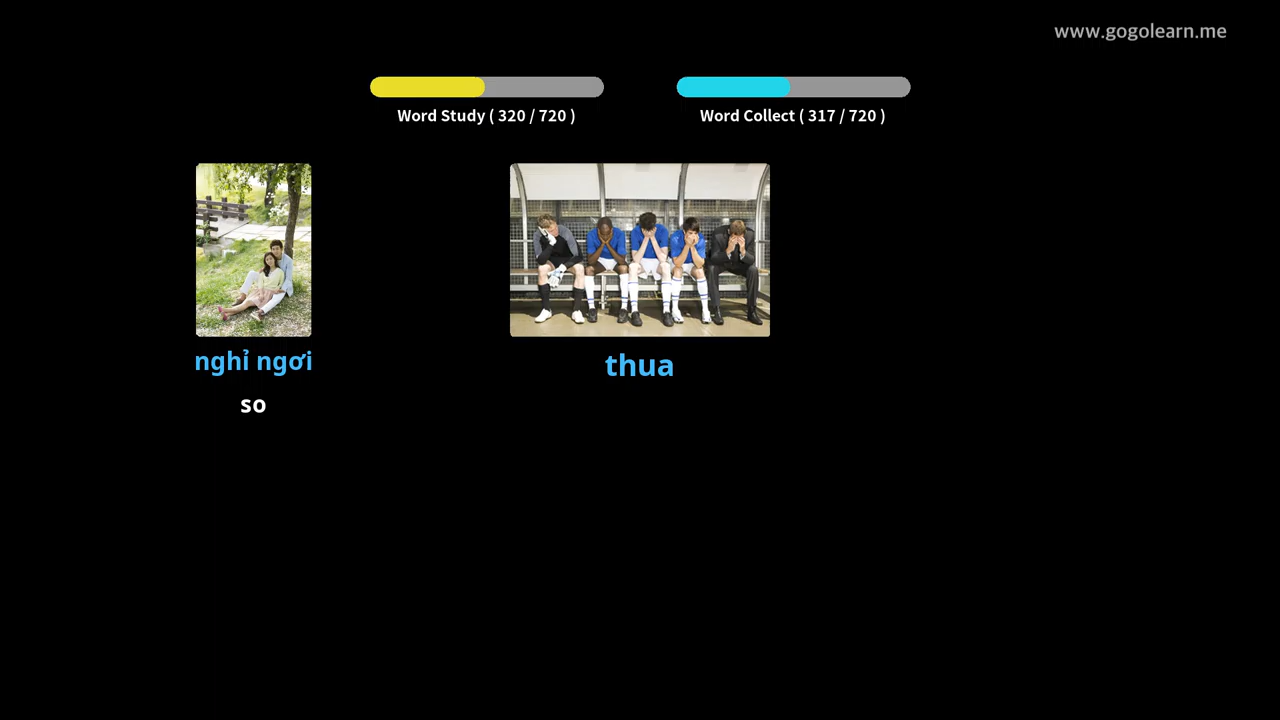 www.gogolearn.me
Word Study ( 320 / 720 )
Word Collect ( 317 / 720 )
nghỉ ngơi
so
thua